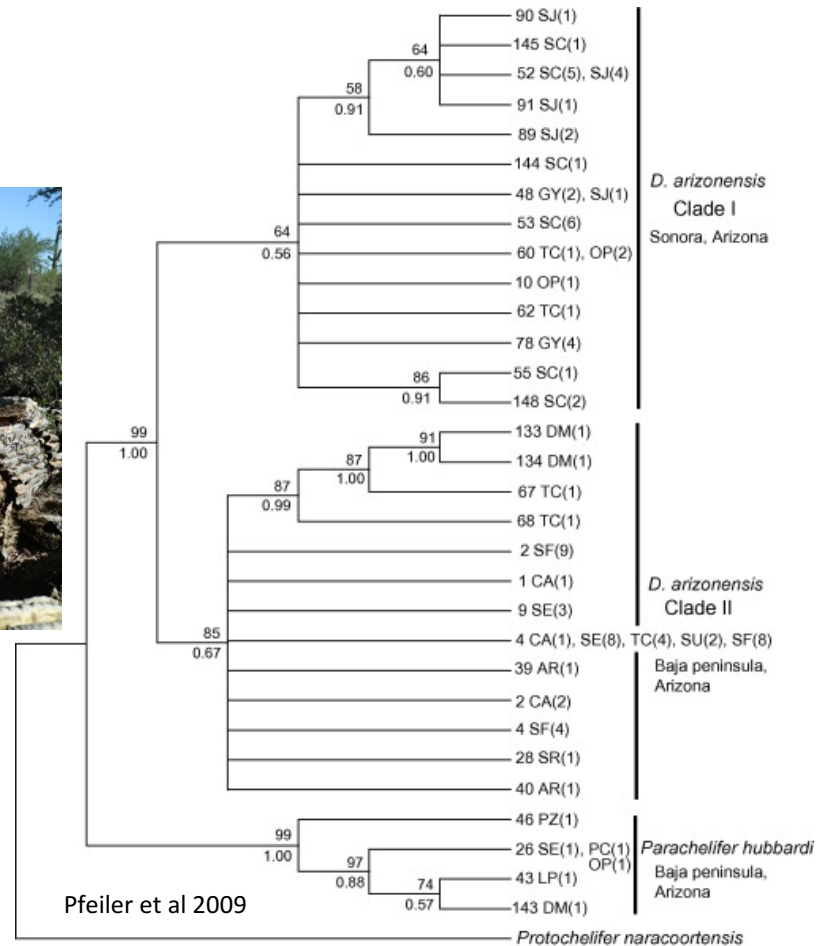 90 SJ(1)
145 SC(1)
64
0.60
52 SC(5), SJ(4)
58
0.91
91 SJ(1)
89 SJ(2)
144 SC(1)
D. arizonensis
Clade I
Sonora, Arizona
48 GY(2), SJ(1)
53 SC(6)
64
0.56
60 TC(1), OP(2)
10 OP(1)
62 TC(1)
78 GY(4)
86
0.91
55 SC(1)
148 SC(2)
99
1.00
91
1.00
133 DM(1)
134 DM(1)
87
1.00
67 TC(1)
87
0.99
68 TC(1)
2 SF(9)
1 CA(1)
D. arizonensis
Clade II
9 SE(3)
85
0.67
4 CA(1), SE(8), TC(4), SU(2), SF(8)
39 AR(1)
Baja peninsula,
Arizona
2 CA(2)
4 SF(4)
28 SR(1)
40 AR(1)
46 PZ(1)
99
1.00
26 SE(1), PC(1)
OP(1)
Parachelifer hubbardi
Baja peninsula,
Arizona
97
0.88
43 LP(1)
74
0.57
143 DM(1)
Pfeiler et al 2009
Protochelifer naracoortensis